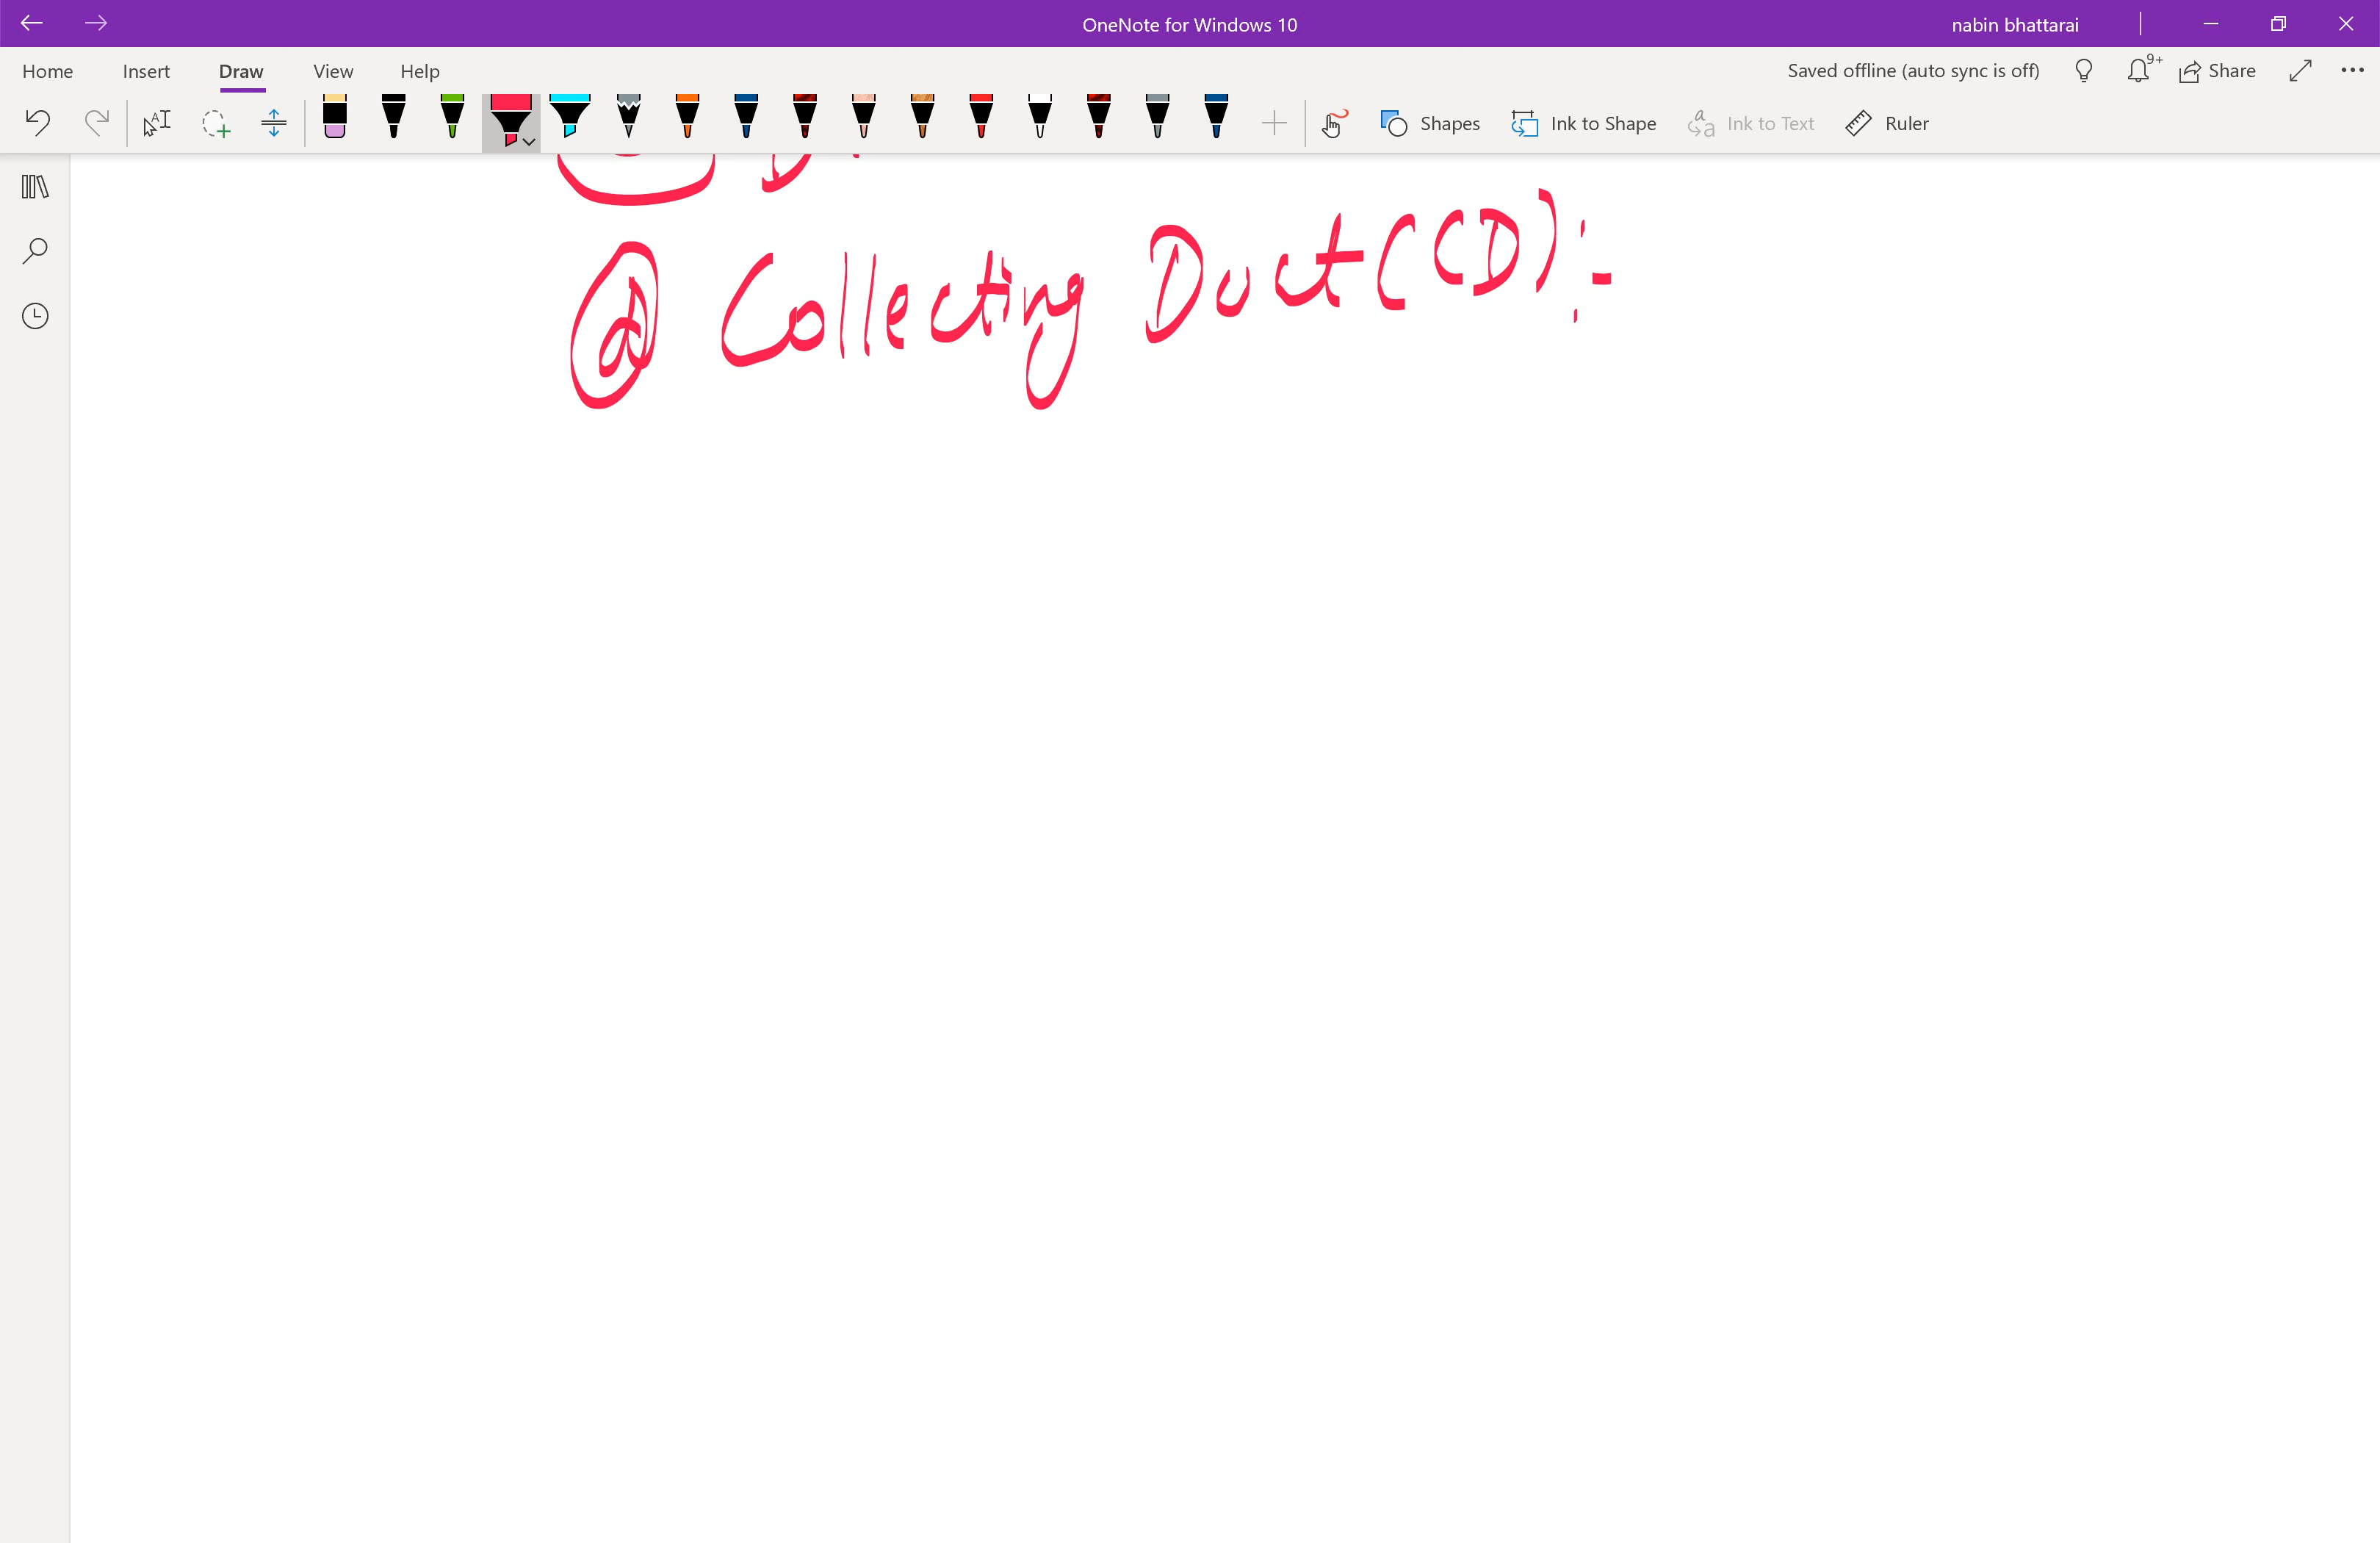 OneNote for Windows 10
nabin bhattarai
Home Insert Draw View Help
Saved offline (auto sync is off)
9+
Share
Shapes Ink to Shape Ink to Text Ruler
d Collecting Duct (CD):-